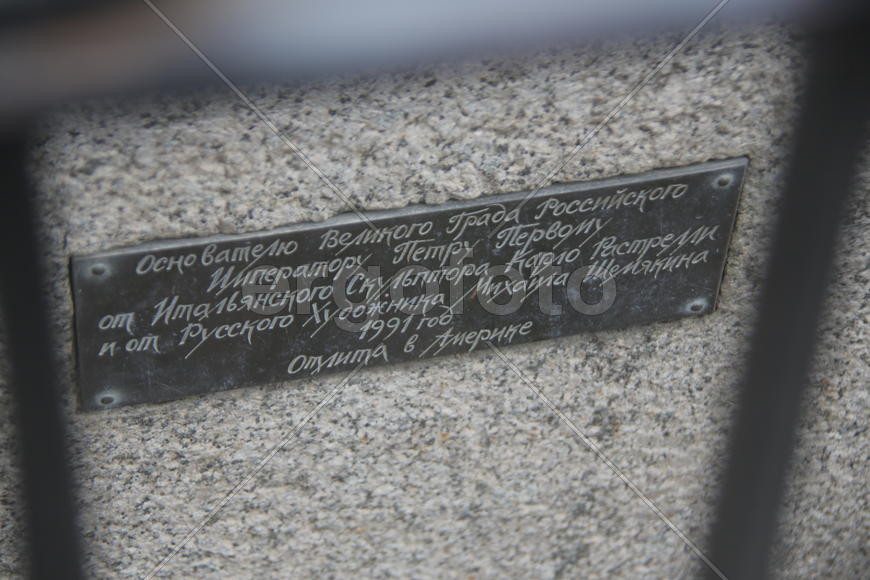 Основателю Великого Града Российского
Императору Петру Первому
от Итальянского Скульптора Карло Растрелли
и от Русского Художника Михаила Шемякина
1991 год
Отлита в Америке
ergofoto